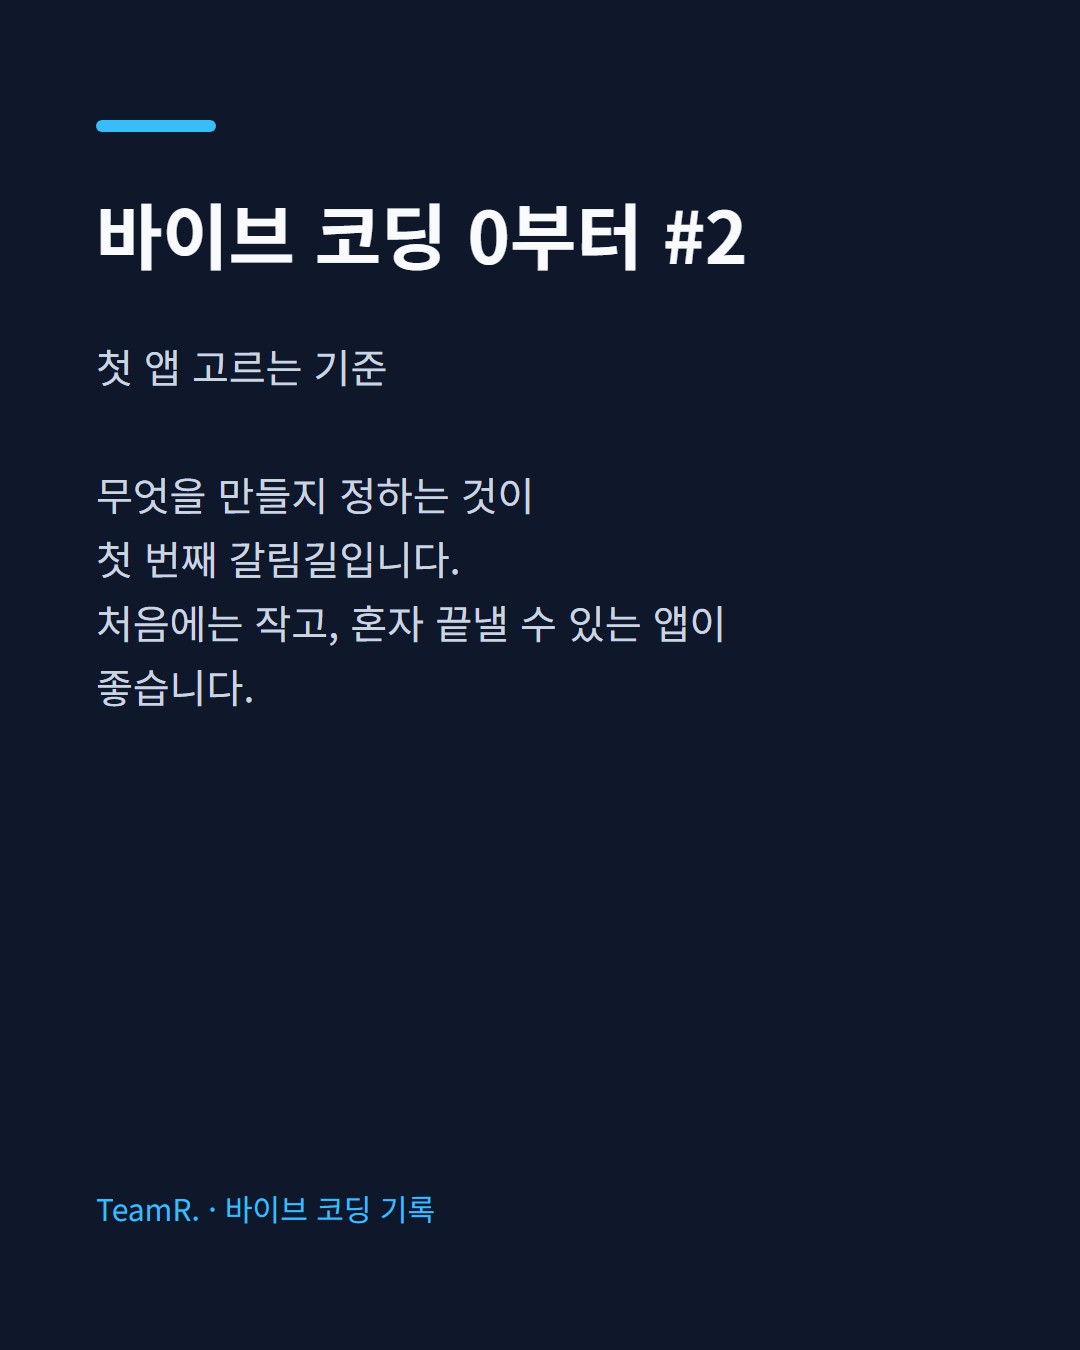 바이브 코딩 0부터 #2
첫 앱 고르는 기준
무엇을 만들지 정하는 것이
첫 번째 갈림길입니다.
처음에는 작고, 혼자 끝낼 수 있는 앱이
좋습니다.
TeamR. · 바이브 코딩 기록